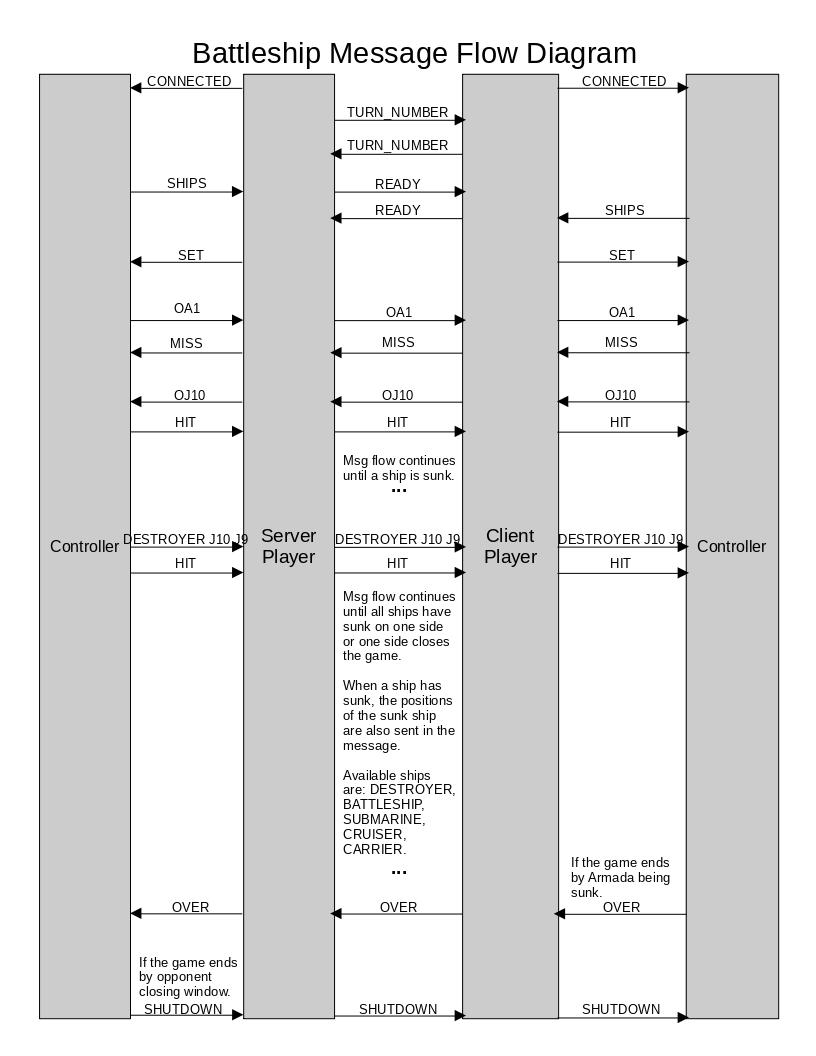 Battleship Message Flow Diagram
CONNECTED
CONNECTED
TURN_NUMBER
TURN_NUMBER
SHIPS
READY
READY
SHIPS
SET
SET
OA1
OA1
OA1
MISS
MISS
MISS
OJ10
OJ10
OJ10
HIT
HIT
HIT
Msg flow continues
until a ship is sunk.
...
Controller
DESTROYER J10 J9
Server
Player
DESTROYER J10 J9
Client
Player
DESTROYER J10 J9
Controller
HIT
HIT
HIT
Msg flow continues
until all ships have
sunk on one side
or one side closes
the game.
When a ship has
sunk, the positions
of the sunk ship
are also sent in the
message.
Available ships
are: DESTROYER,
BATTLESHIP,
SUBMARINE,
CRUISER,
CARRIER.
...
If the game ends
by Armada being
sunk.
OVER
OVER
OVER
If the game ends
by opponent
closing window.
SHUTDOWN
SHUTDOWN
SHUTDOWN